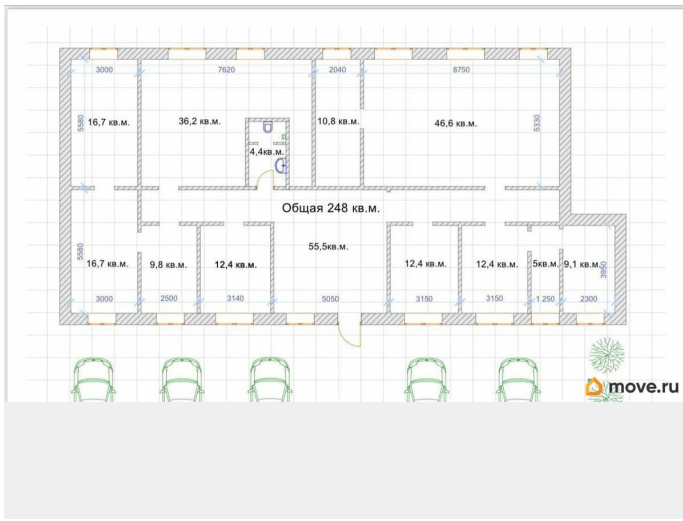 3000 7620 2040 8750
5580
16,7 кв.м.
36,2 кв.м.
10,8 кв.м.
46,6 кв.м.
5330
4,4кв.м.
Общая 248 кв.м.
55,5кв.м.
5580
16,7 кв.м.
9,8 кв.м.
12,4 кв.м.
12,4 кв.м.
12,4 кв.м.
5кв.м.
9,1 кв.м.
3950
3000 2500 3140 5050 3150 3150 1 250 2300
move.ru